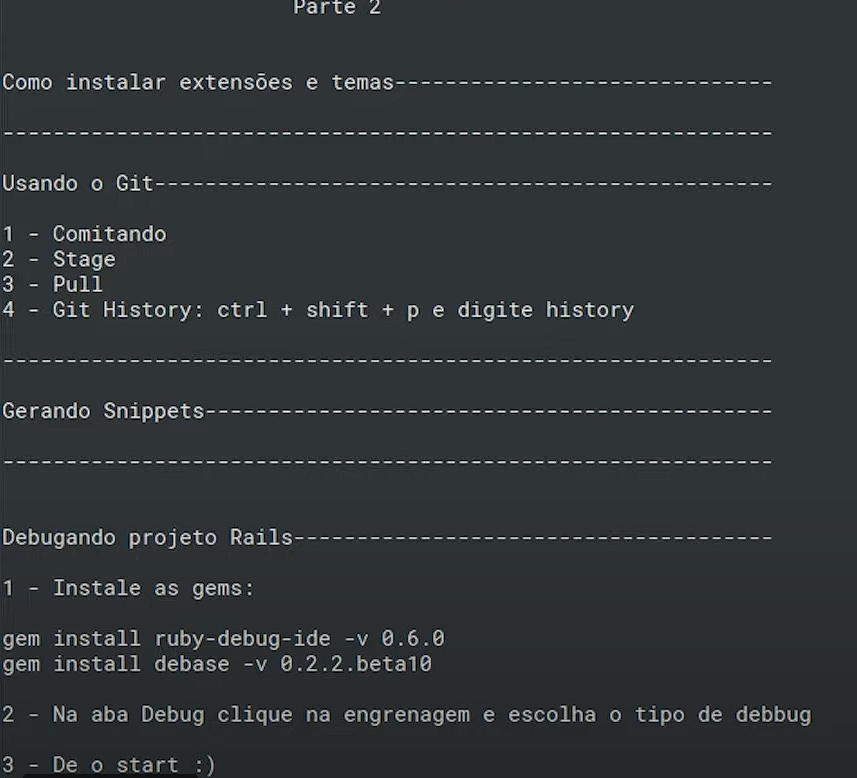 Parte 2
Como instalar extensões e temas------------------------------
-------------------------------------------------------------
Usando o Git-------------------------------------------------
1 - Comitando
2 - Stage
3 - Pull
4 - Git History: ctrl + shift + p e digite history
-------------------------------------------------------------
Gerando Snippets---------------------------------------------
-------------------------------------------------------------
Debugando projeto Rails--------------------------------------
1 - Instale as gems:
gem install ruby-debug-ide -v 0.6.0
gem install debase -v 0.2.2.beta10
2 - Na aba Debug clique na engrenagem e escolha o tipo de debbug
3 - De o start :)